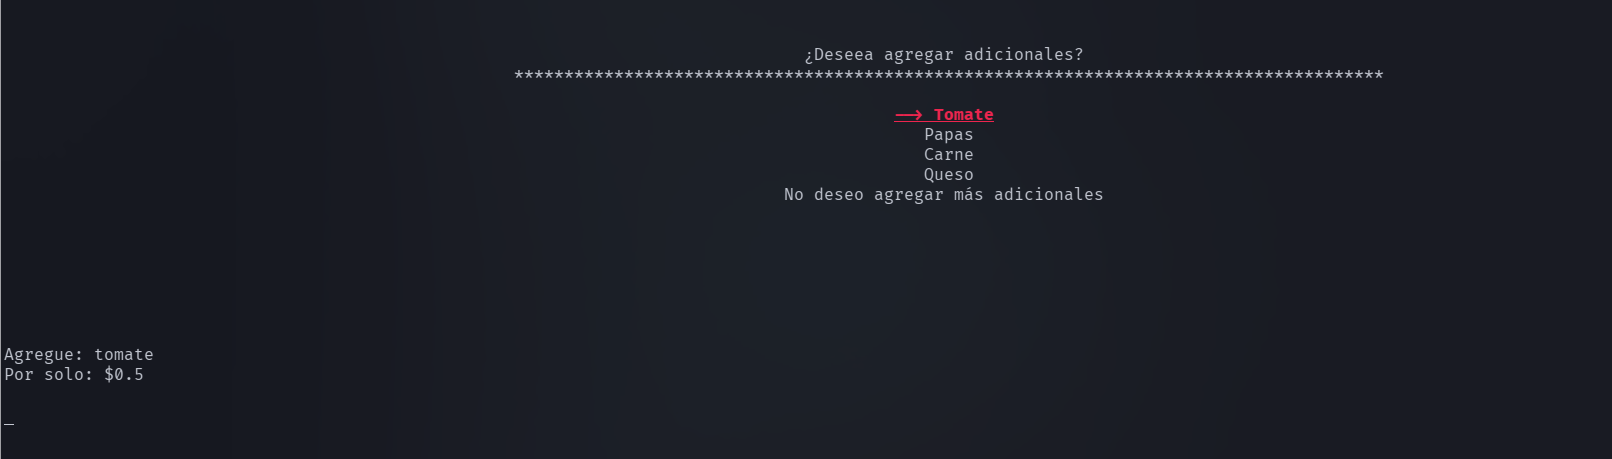 ¿Deseea agregar adicionales?
***************************************************************************************
--> Tomate
Papas
Carne
Queso
No deseo agregar más adicionales
Agregue: tomate
Por solo: $0.5
_